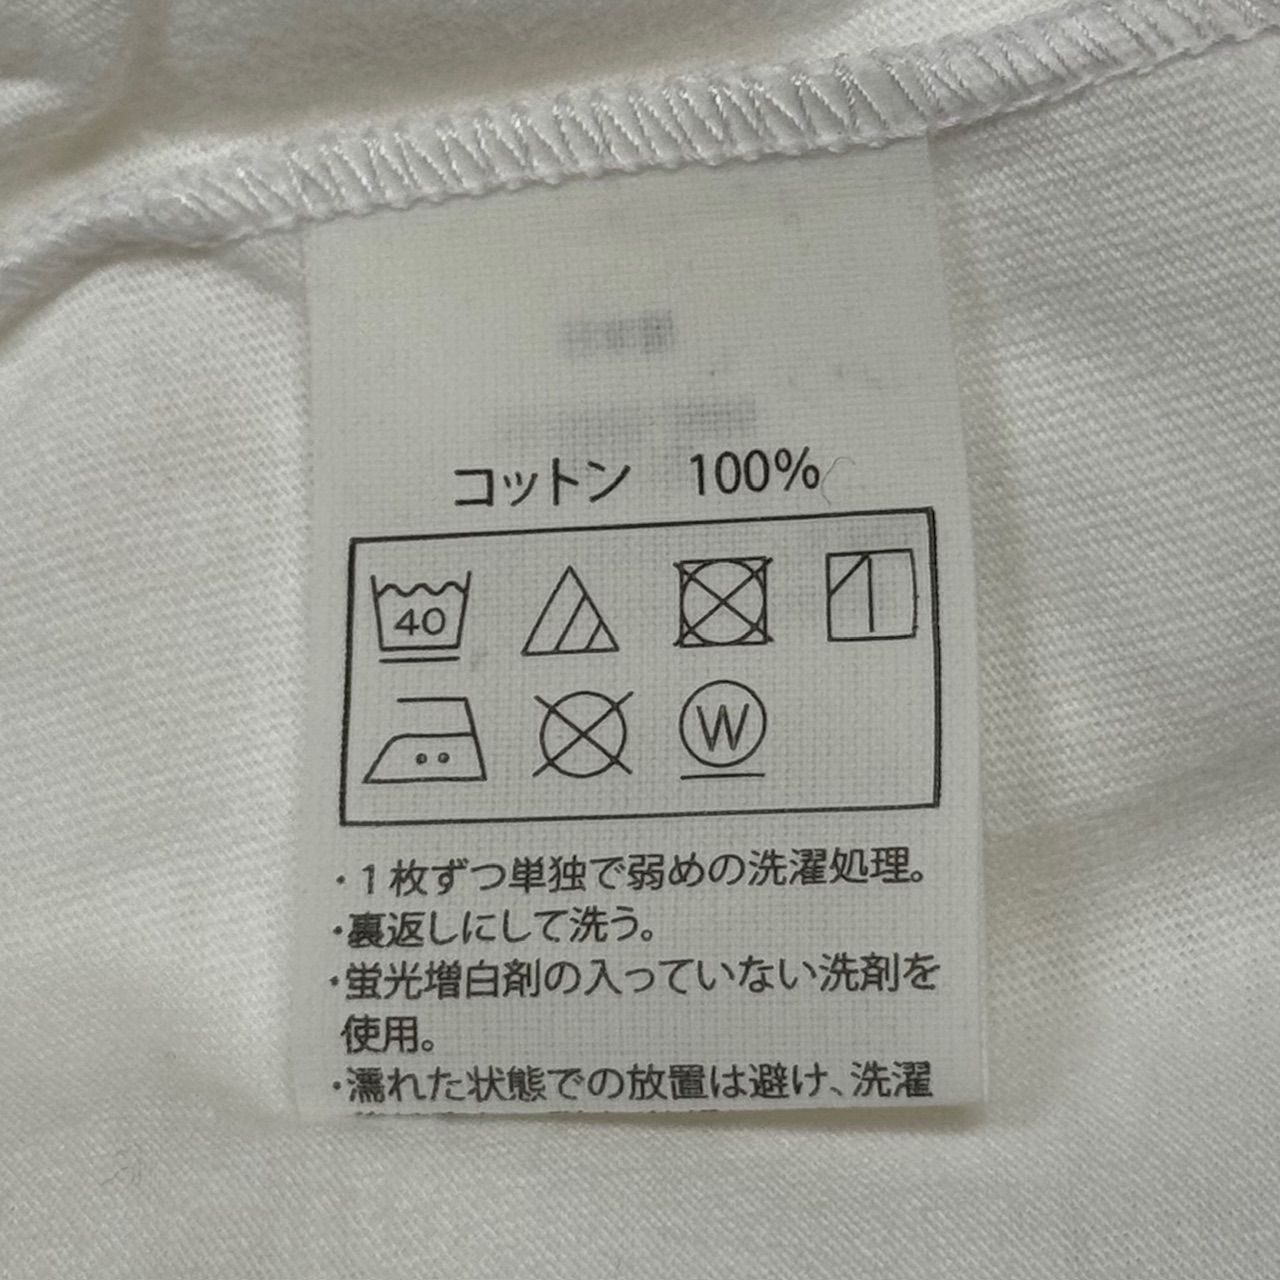 コットン 100%
40
W
・1枚ずつ単独で弱めの洗濯処理。
・裏返しにして洗う。
・蛍光増白剤の入っていない洗剤を
使用。
・濡れた状態での放置は避け、洗濯